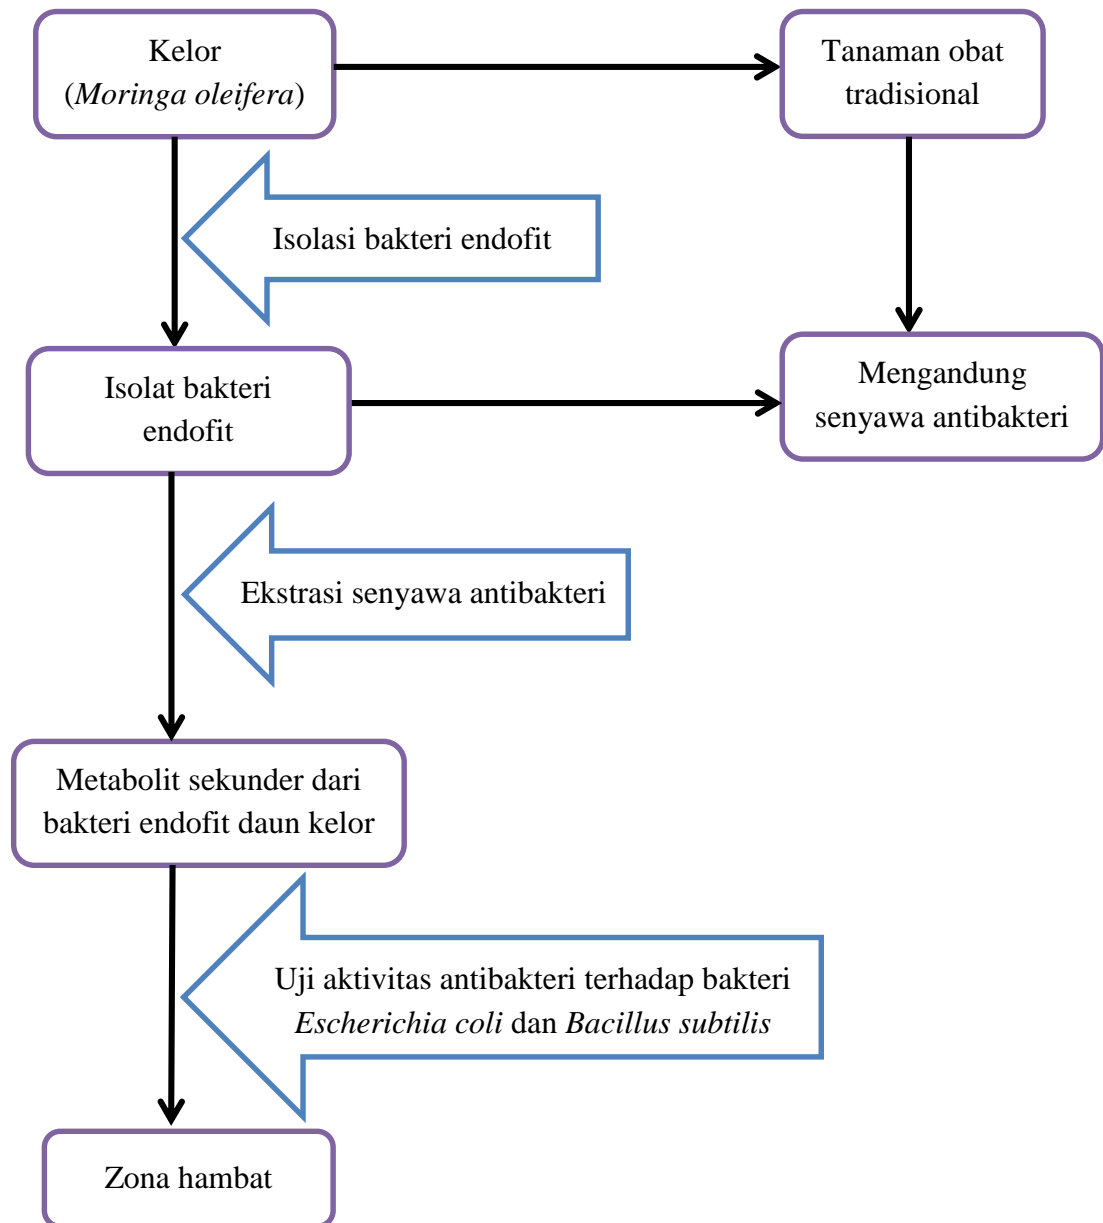 Kelor
(Moringa oleifera)
Tanaman obat
tradisional
Isolasi bakteri endofit
Isolat bakteri
endofit
Mengandung
senyawa antibakteri
Ekstrasi senyawa antibakteri
Metabolit sekunder dari
bakteri endofit daun kelor
Uji aktivitas antibakteri terhadap bakteri
Escherichia coli dan Bacillus subtilis
Zona hambat